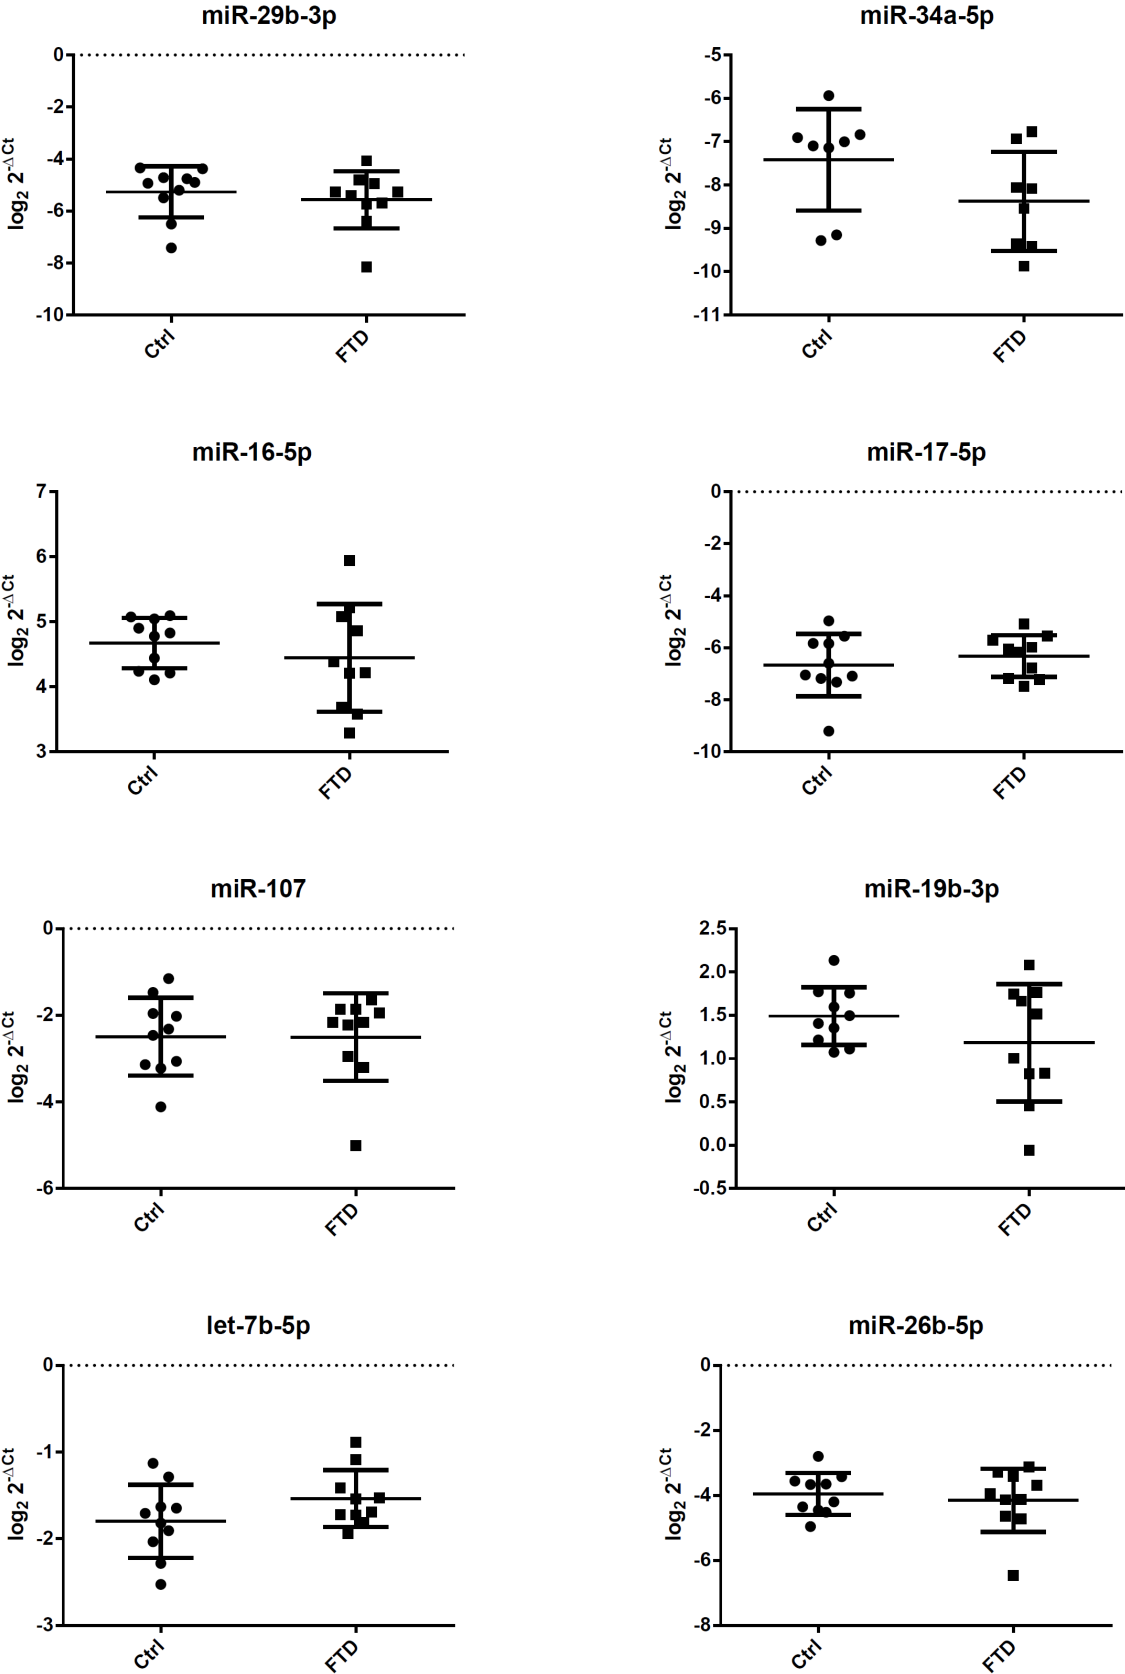 miR-29b-3p
0
-2
-4
-6
-8
-10
log2 2-ΔCt
Ctrl
FTD
miR-34a-5p
-5
-6
-7
-8
-9
-10
-11
log2 2-ΔCt
Ctrl
FTD
miR-16-5p
7
6
5
4
3
log2 2-ΔCt
Ctrl
FTD
miR-17-5p
0
-2
-4
-6
-8
-10
log2 2-ΔCt
Ctrl
FTD
miR-107
0
-2
-4
-6
log2 2-ΔCt
Ctrl
FTD
miR-19b-3p
2.5
2.0
1.5
1.0
0.5
0.0
-0.5
log2 2-ΔCt
Ctrl
FTD
let-7b-5p
0
-1
-2
-3
log2 2-ΔCt
Ctrl
FTD
miR-26b-5p
0
-2
-4
-6
-8
log2 2-ΔCt
Ctrl
FTD